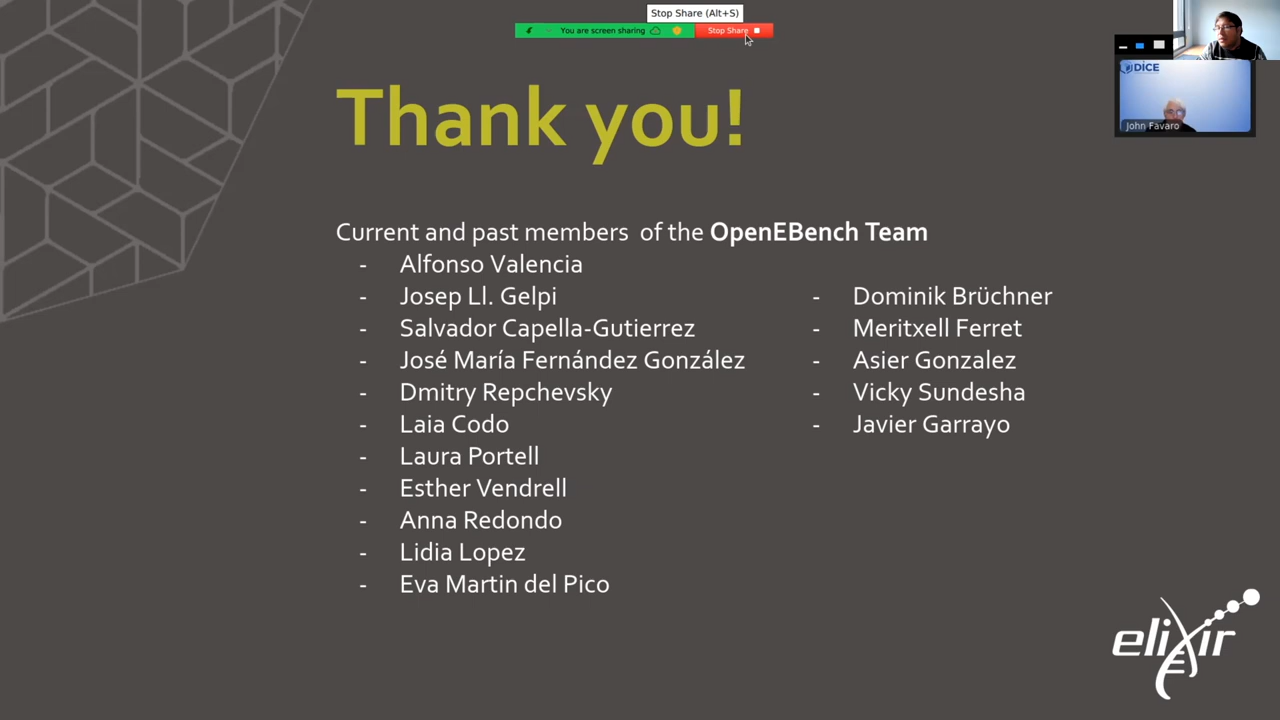 Stop Share (Alt+S)
You are screen sharing
Stop Share
DICE
John Favaro
Thank you!
Current and past members of the OpenEBench Team
- Alfonso Valencia
- Josep Ll. Gelpi
- Salvador Capella-Gutierrez
- José María Fernández González
- Dmitry Repchevsky
- Laia Codo
- Laura Portell
- Esther Vendrell
- Anna Redondo
- Lidia Lopez
- Eva Martin del Pico
- Dominik Brüchner
- Meritxell Ferret
- Asier Gonzalez
- Vicky Sundesha
- Javier Garrayo
elixir